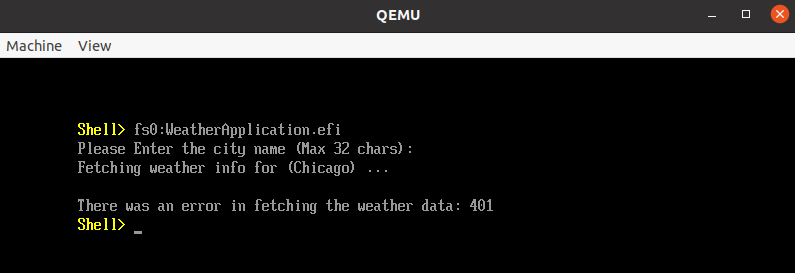 QEMU
Machine View
Shell> fs0:WeatherApplication.efi
Please Enter the city name (Max 32 chars):
Fetching weather info for (Chicago) ...
There was an error in fetching the weather data: 401
Shell> _